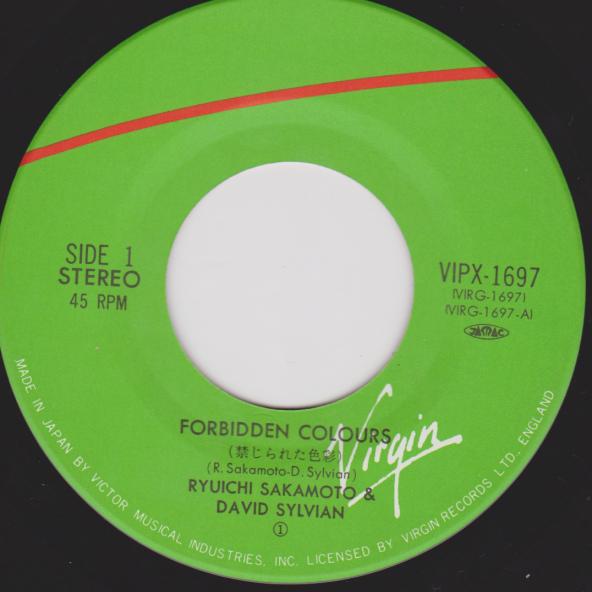 SIDE 1
STEREO
45 RPM
VIPX-1697
(VIRG-1697)
(VIRG-1697-A)
JASRAC
FORBIDDEN COLOURS
(禁じられた色彩)
(R. Sakamoto-D. Sylvian)
RYUICHI SAKAMOTO &
DAVID SYLVIAN
①
Virgin
MADE IN JAPAN BY VICTOR MUSICAL INDUSTRIES, INC. LICENSED BY VIRGIN RECORDS LTD. ENGLAND